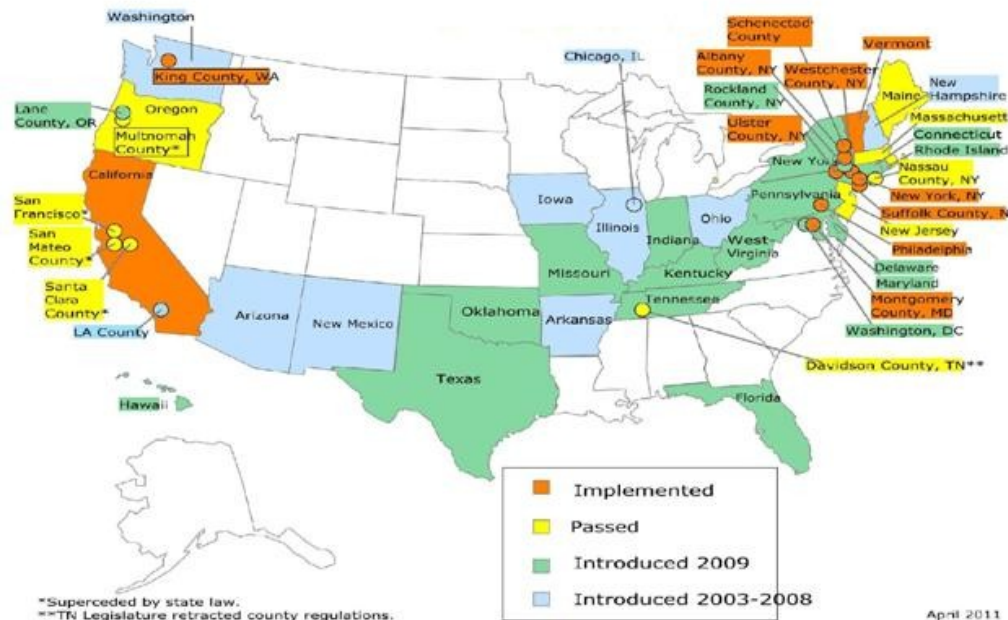 Washington
King County, WA
Lane
County, OR
Oregon
Multnomah
County*
California
San
Francisco*
San
Mateo
County*
Santa
Clara
County*
LA County
Arizona
New Mexico
Hawaii
Texas
Oklahoma
Missouri
Iowa
Illinois
Chicago, IL
Indiana
Ohio
Kentucky
West
Virginia
Tennessee
Arkansas
Florida
Davidson County, TN**
Pennsylvania
New York
Schenectad
County
Albany
County, NY
Westchester
County, NY
Rockland
County, NY
Ulster
County, NY
Vermont
Maine
New
Hampshire
Massachusett
Connecticut
Rhode Island
Nassau
County, NY
New York, NY
Suffolk County, N
New Jersey
Philadelphia
Delaware
Maryland
Montgomery
County, MD
Washington, DC
Implemented
Passed
Introduced 2009
Introduced 2003-2008
*Superceded by state law.
**TN Legislature retracted county regulations.
April 2011